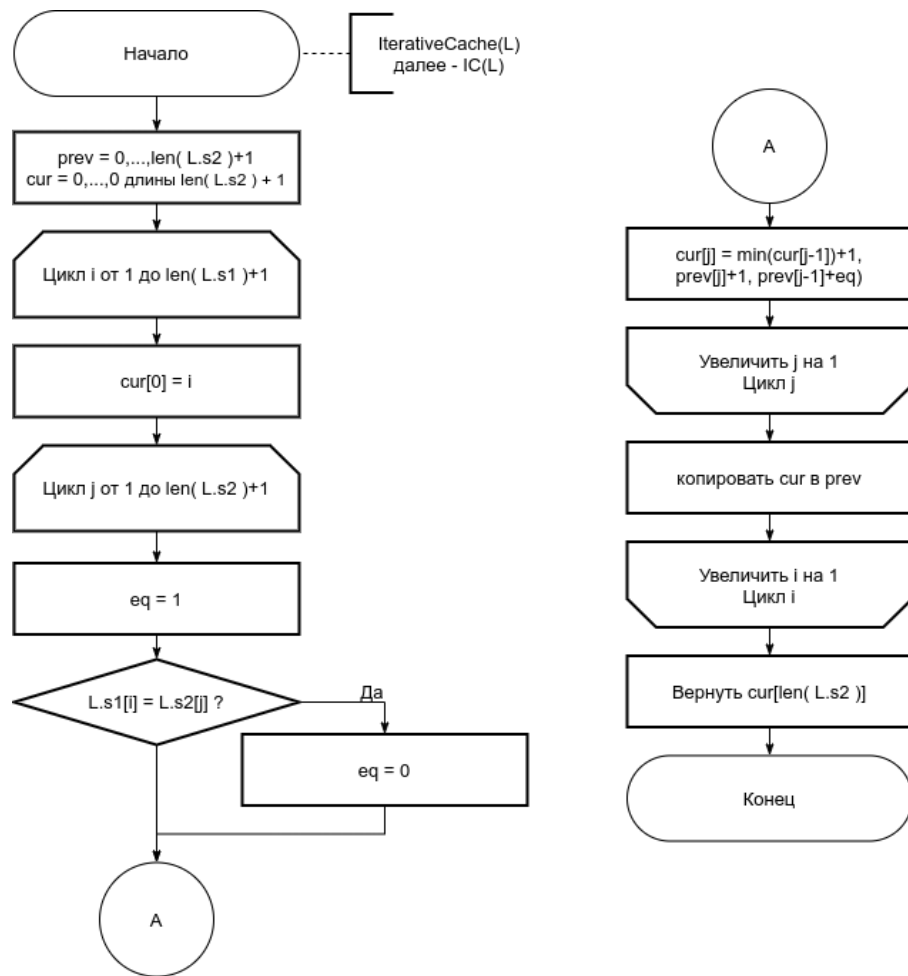 Начало
IterativeCache(L)
далее - IC(L)
prev = 0,...,len( L.s2 )+1
cur = 0,...,0 длины len( L.s2 ) + 1
Цикл i от 1 до len( L.s1 )+1
cur[0] = i
Цикл j от 1 до len( L.s2 )+1
eq = 1
L.s1[i] = L.s2[j] ?
Да
eq = 0
A
A
cur[j] = min(cur[j-1])+1,
prev[j]+1, prev[j-1]+eq)
Увеличить j на 1
Цикл j
копировать cur в prev
Увеличить i на 1
Цикл i
Вернуть cur[len( L.s2 )]
Конец